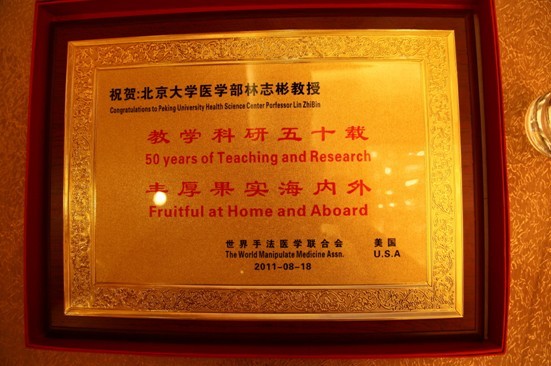 祝贺:北京大学医学部林志彬教授
Congratulations to Peking University Health Science Center Porfessor Lin ZhiBin
教学科研五十载
50 years of Teaching and Research
丰厚果实海内外
Fruitful at Home and Aboard
世界手法医学联合会 美国
The World Manipulate Medicine Assn. U.S.A
2011-08-18